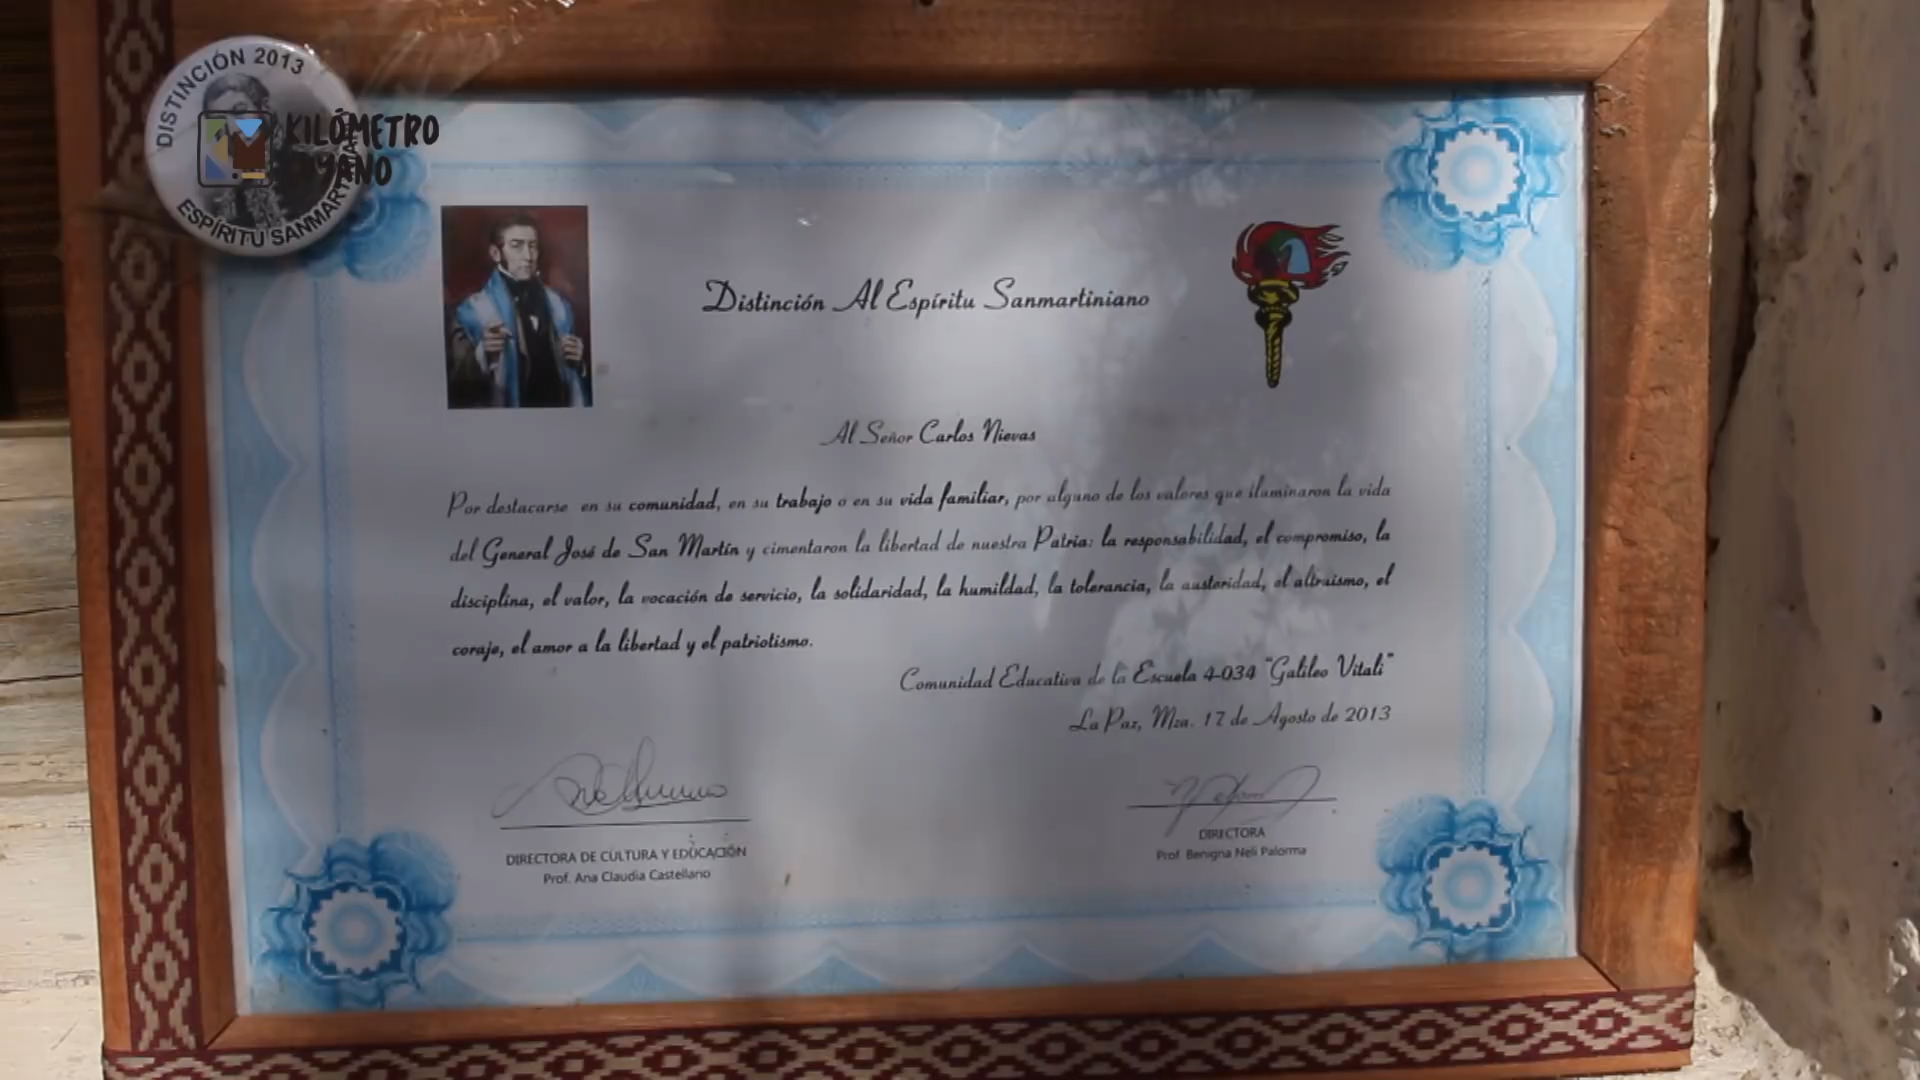 DISTINCIÓN 2013
ESPÍRITU SANMARTINIANO
KILÓMETRO
CUYANO
Distinción Al Espíritu Sanmartiniano
Al Señor Carlos Nievas
Por destacarse en su comunidad, en su trabajo o en su vida familiar, por alguno de los valores que iluminaron la vida
del General José de San Martín y cimentaron la libertad de nuestra Patria: la responsabilidad, el compromiso, la
disciplina, el valor, la vocación de servicio, la solidaridad, la humildad, la tolerancia, la austeridad, el altruismo, el
coraje, el amor a la libertad y el patriotismo.
Comunidad Educativa de la Escuela 4-034 "Galileo Vitali"
La Paz, Mza. 17 de Agosto de 2013
DIRECTORA DE CULTURA Y EDUCACIÓN
Prof. Ana Claudia Castellano
DIRECTORA
Prof. Benigna Neli Palorma